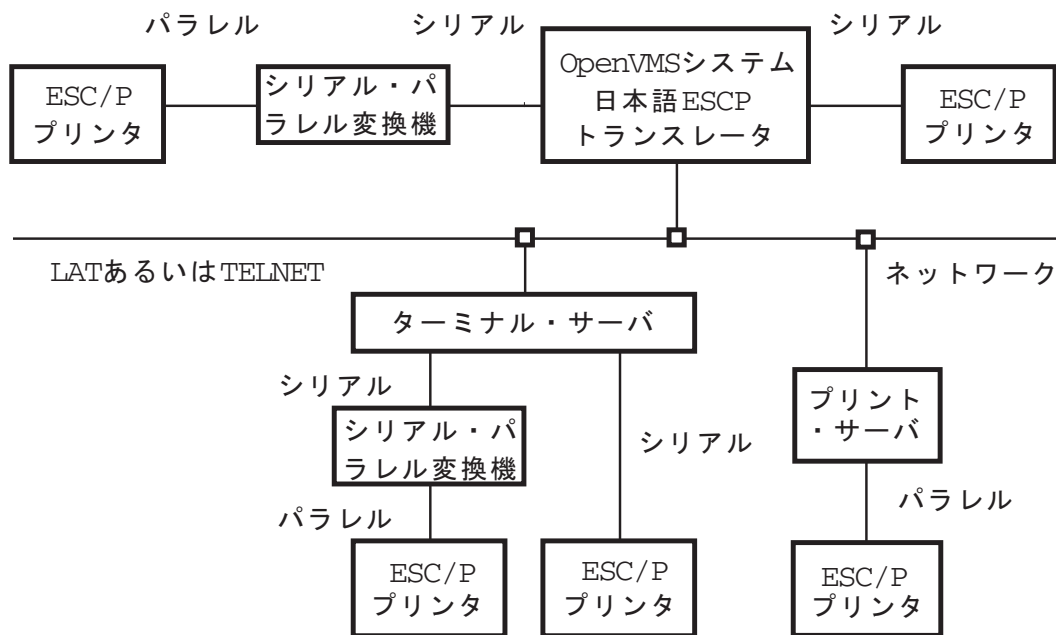 パラレル
シリアル
シリアル
ESC/P
プリンタ
シリアル・パ
ラレル変換機
OpenVMSシステム
日本語ESCP
トランスレータ
ESC/P
プリンタ
LATあるいはTELNET
ネットワーク
ターミナル・サーバ
シリアル
シリアル・パ
ラレル変換機
シリアル
プリント
・サーバ
パラレル
パラレル
ESC/P
プリンタ
ESC/P
プリンタ
ESC/P
プリンタ